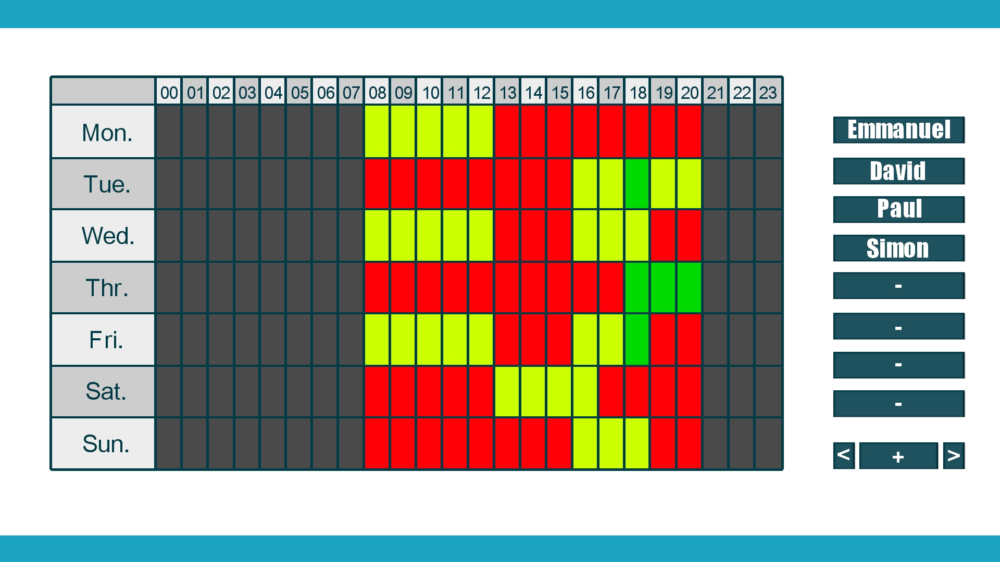 00 01 02 03 04 05 06 07 08 09 10 11 12 13 14 15 16 17 18 19 20 21 22 23
Mon.
Tue.
Wed.
Thr.
Fri.
Sat.
Sun.
Emmanuel
David
Paul
Simon
-
-
-
-
< + >